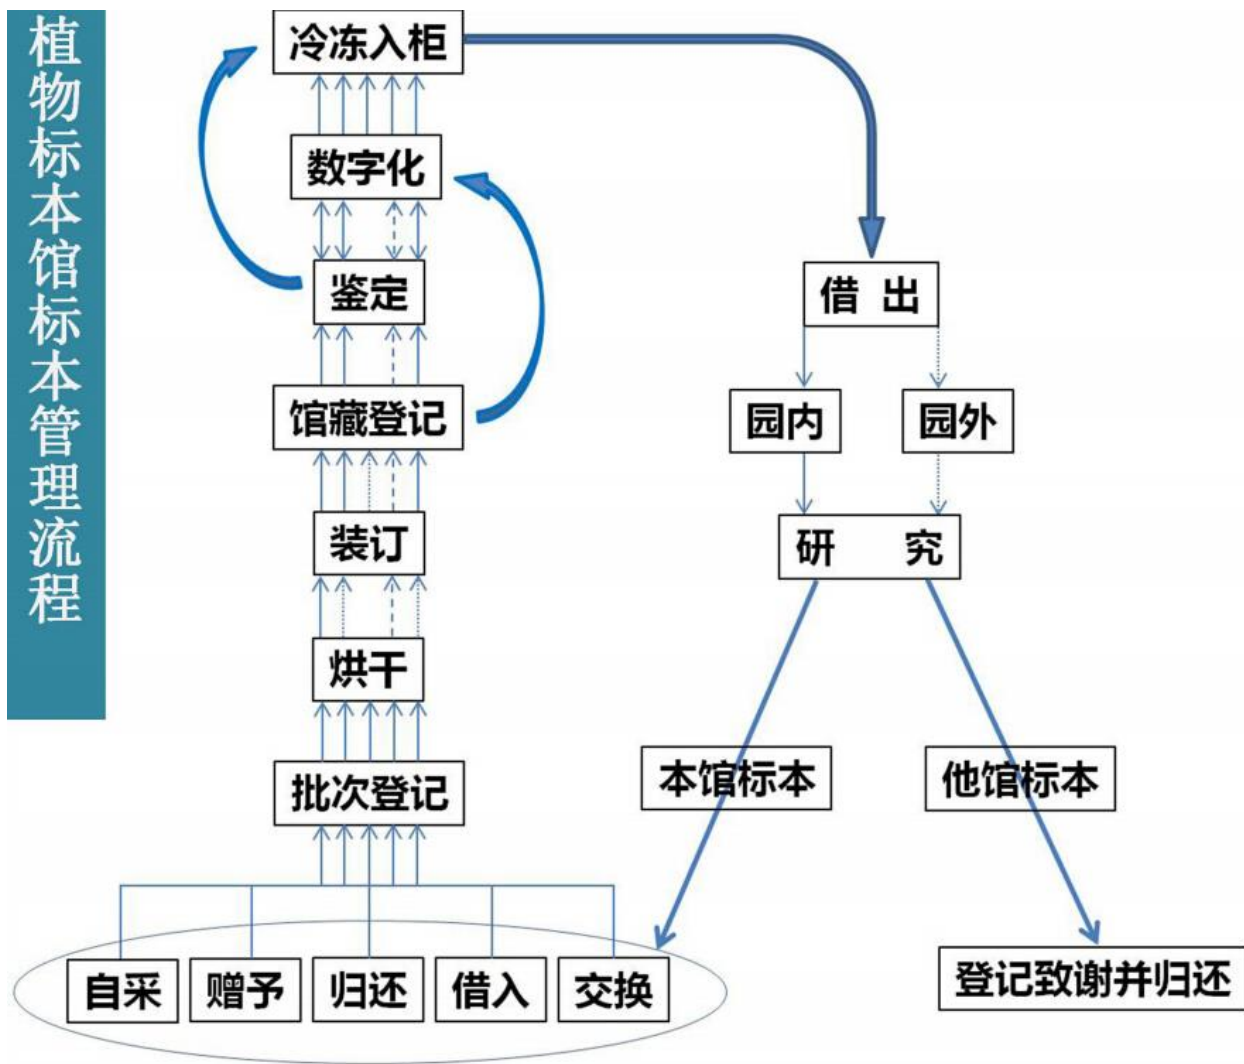 植物标本馆标本管理流程
冷冻入柜
数字化
鉴定
借 出
馆藏登记
园内
园外
装订
研 究
烘干
批次登记
本馆标本
他馆标本
自采
赠予
归还
借入
交换
登记致谢并归还